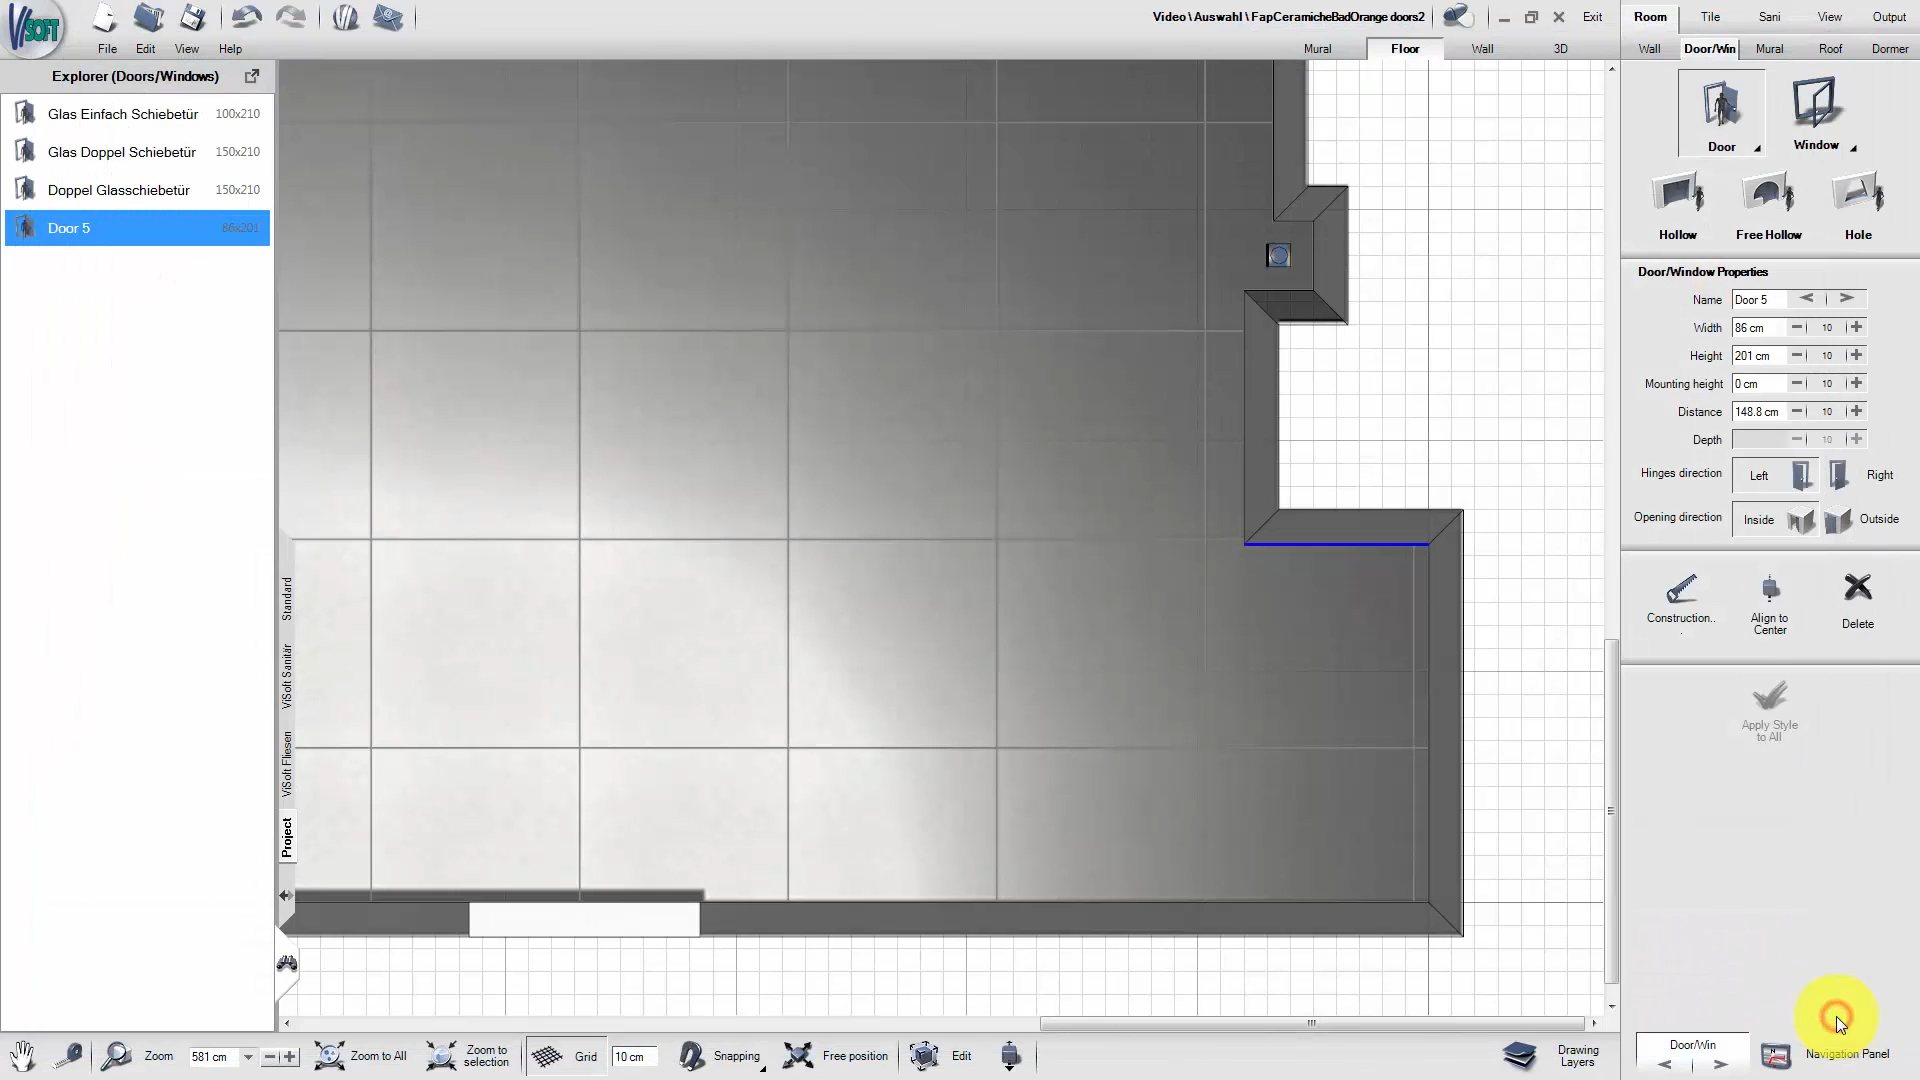 ViSOFT
File Edit View Help
Video \ Auswahl \ FapCeramicheBadOrange doors2
Exit
Mural Floor Wall 3D
Room Tile Sani View Output
Wall Door/Win Mural Roof Dormer
Explorer (Doors/Windows)
Glas Einfach Schiebetür 100x210
Glas Doppel Schiebetür 150x210
Doppel Glasschiebetür 150x210
Door 5 86x201
Standard
ViSoft Sanitär
ViSoft Fliesen
Project
Door Window
Hollow Free Hollow Hole
Door/Window Properties
Name Door 5
Width 86 cm 10
Height 201 cm 10
Mounting height 0 cm 10
Distance 148.8 cm 10
Depth 10
Hinges direction Left Right
Opening direction Inside Outside
Construction...
Align to Center
Delete
Apply Style to All
Zoom 581 cm
Zoom to All
Zoom to selection
Grid 10 cm
Snapping
Free position
Edit
Drawing Layers
Door/Win
Navigation Panel